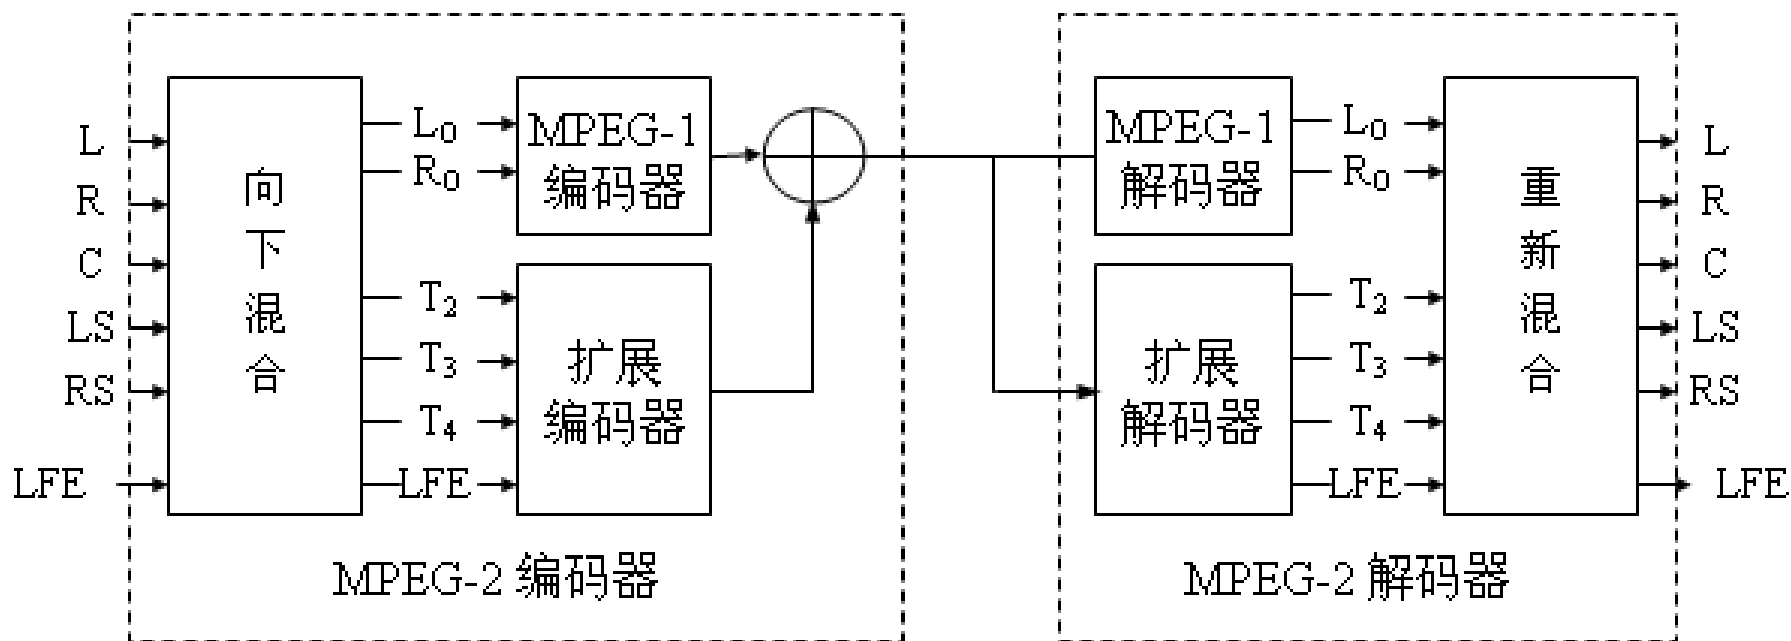 L
R
C
LS
RS
LFE
向下混合
L₀
R₀
T₂
T₃
T₄
LFE
MPEG-1
编码器
扩展
编码器
MPEG-2 编码器
MPEG-1
解码器
扩展
解码器
L₀
R₀
T₂
T₃
T₄
LFE
重新混合
L
R
C
LS
RS
LFE
MPEG-2 解码器